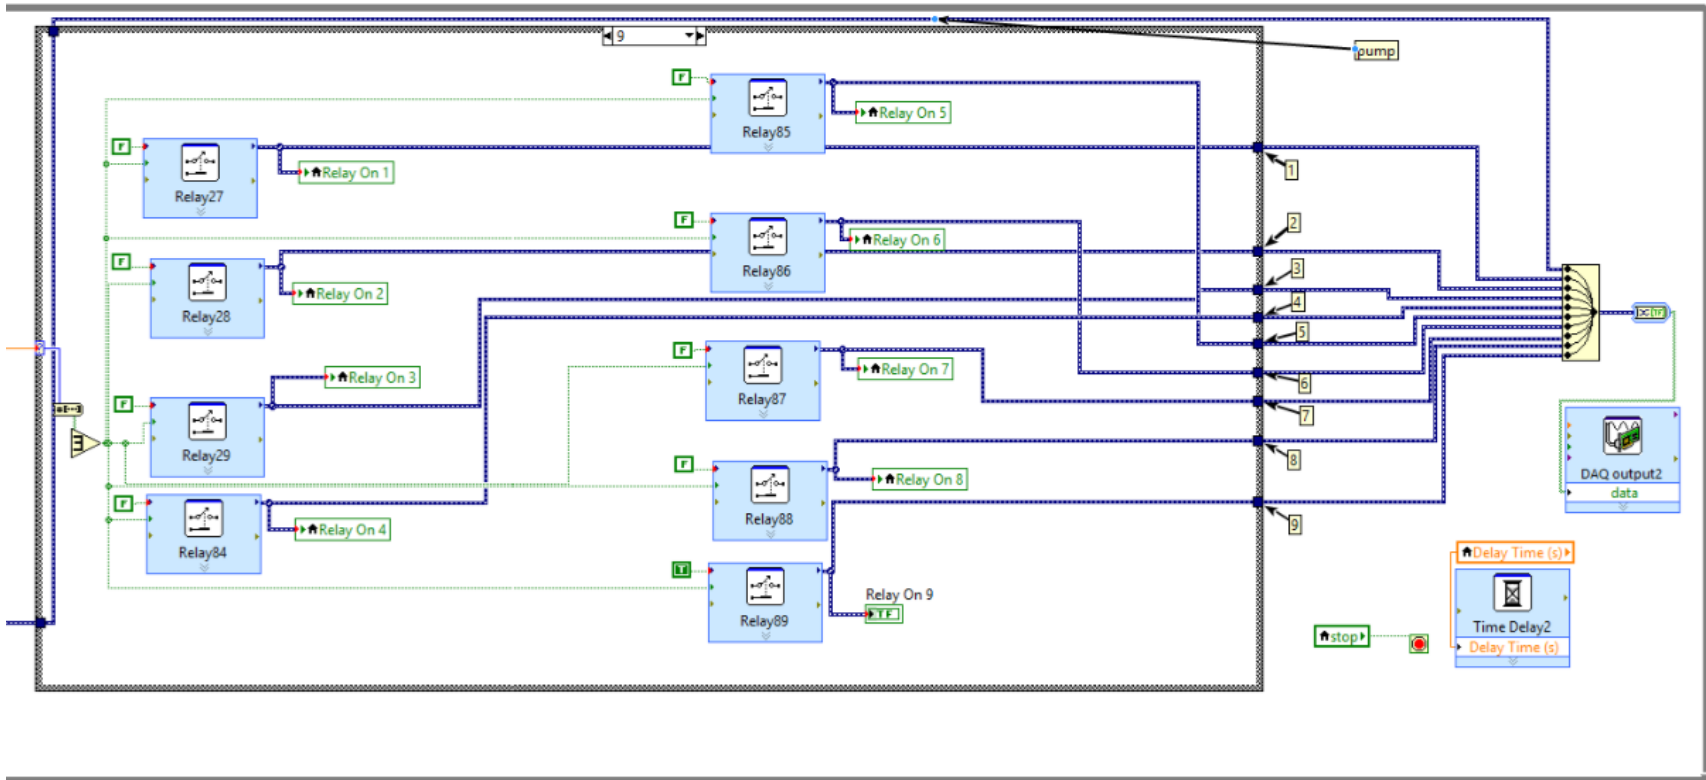 9
pump
F
Relay85
Relay On 5
F
Relay27
Relay On 1
1
F
Relay86
Relay On 6
2
F
Relay28
Relay On 2
3
4
5
F
Relay87
Relay On 7
6
Relay On 3
7
F
Relay29
F
Relay88
Relay On 8
8
F
Relay84
Relay On 4
9
T
Relay89
Relay On 9
TF
TF
DAQ output2
data
Delay Time (s)
Time Delay2
Delay Time (s)
stop